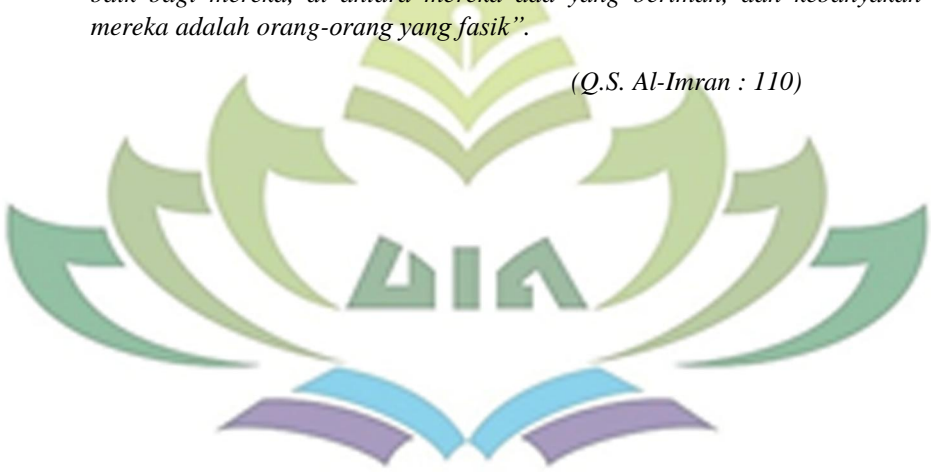 baik bagi mereka, di antara mereka ada yang beriman, dan kebanyakan
mereka adalah orang-orang yang fasik”.
(Q.S. Al-Imran : 110)
UIN